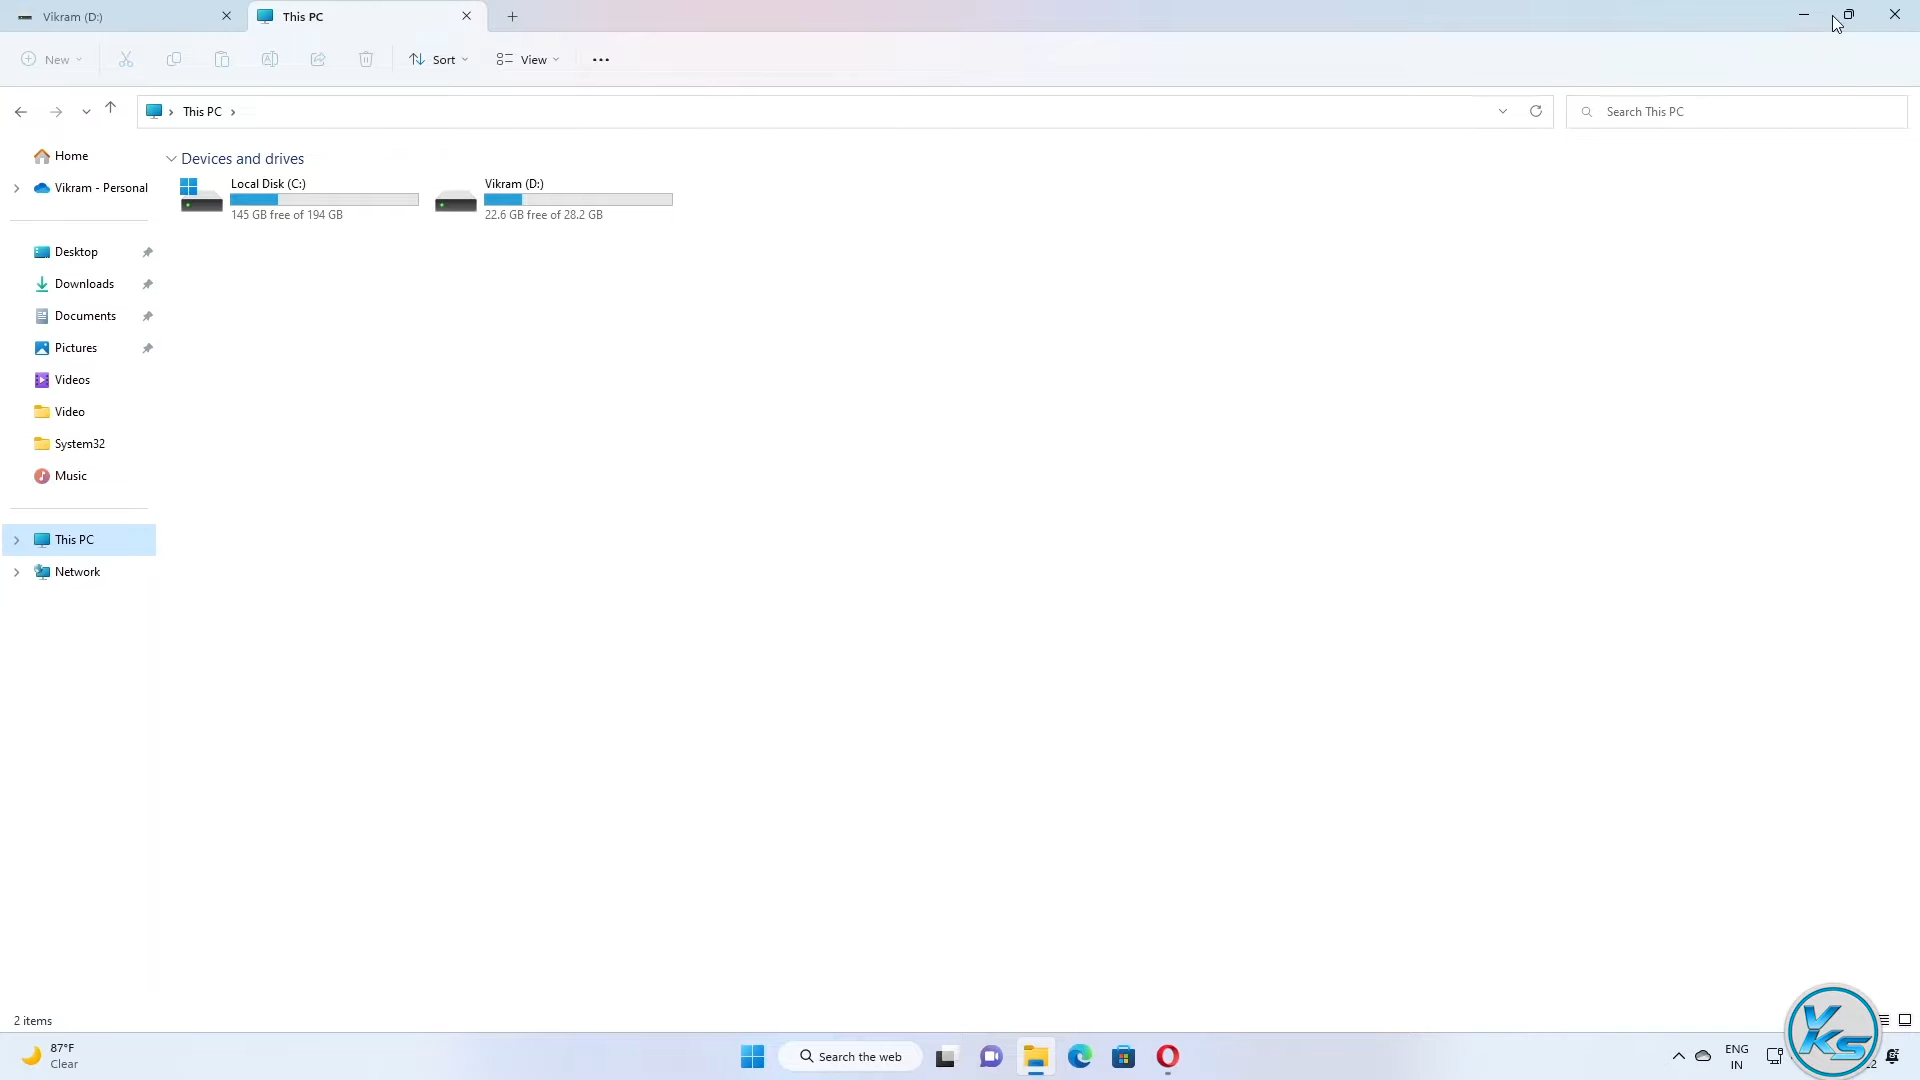 Vikram (D:)
This PC
New
Sort
View
This PC
Search This PC
Home
Vikram - Personal
Desktop
Downloads
Documents
Pictures
Videos
Video
System32
Music
This PC
Network
Devices and drives
Local Disk (C:)
145 GB free of 194 GB
Vikram (D:)
22.6 GB free of 28.2 GB
2 items
87°F
Clear
Search the web
ENG
IN
VKS